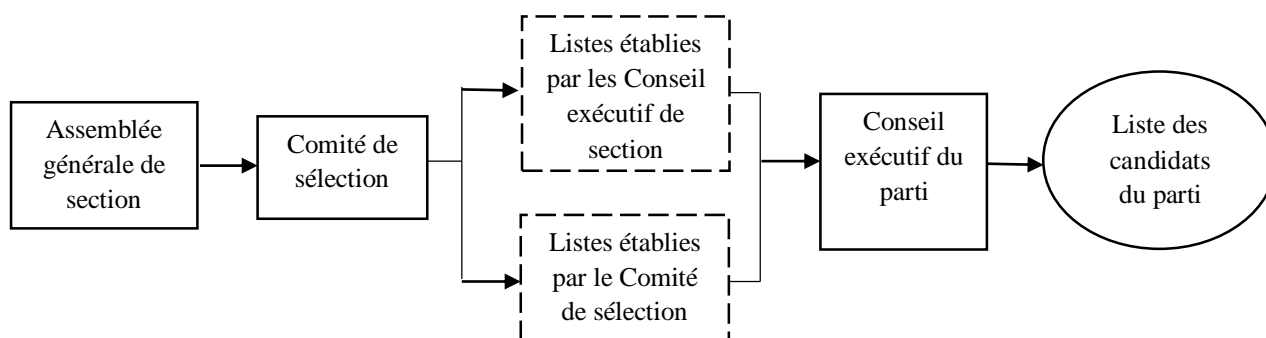 Assemblée
générale de
section
Comité de
sélection
Listes établies
par les Conseil
exécutif de
section
Listes établies
par le Comité
de sélection
Conseil
exécutif du
parti
Liste des
candidats
du parti